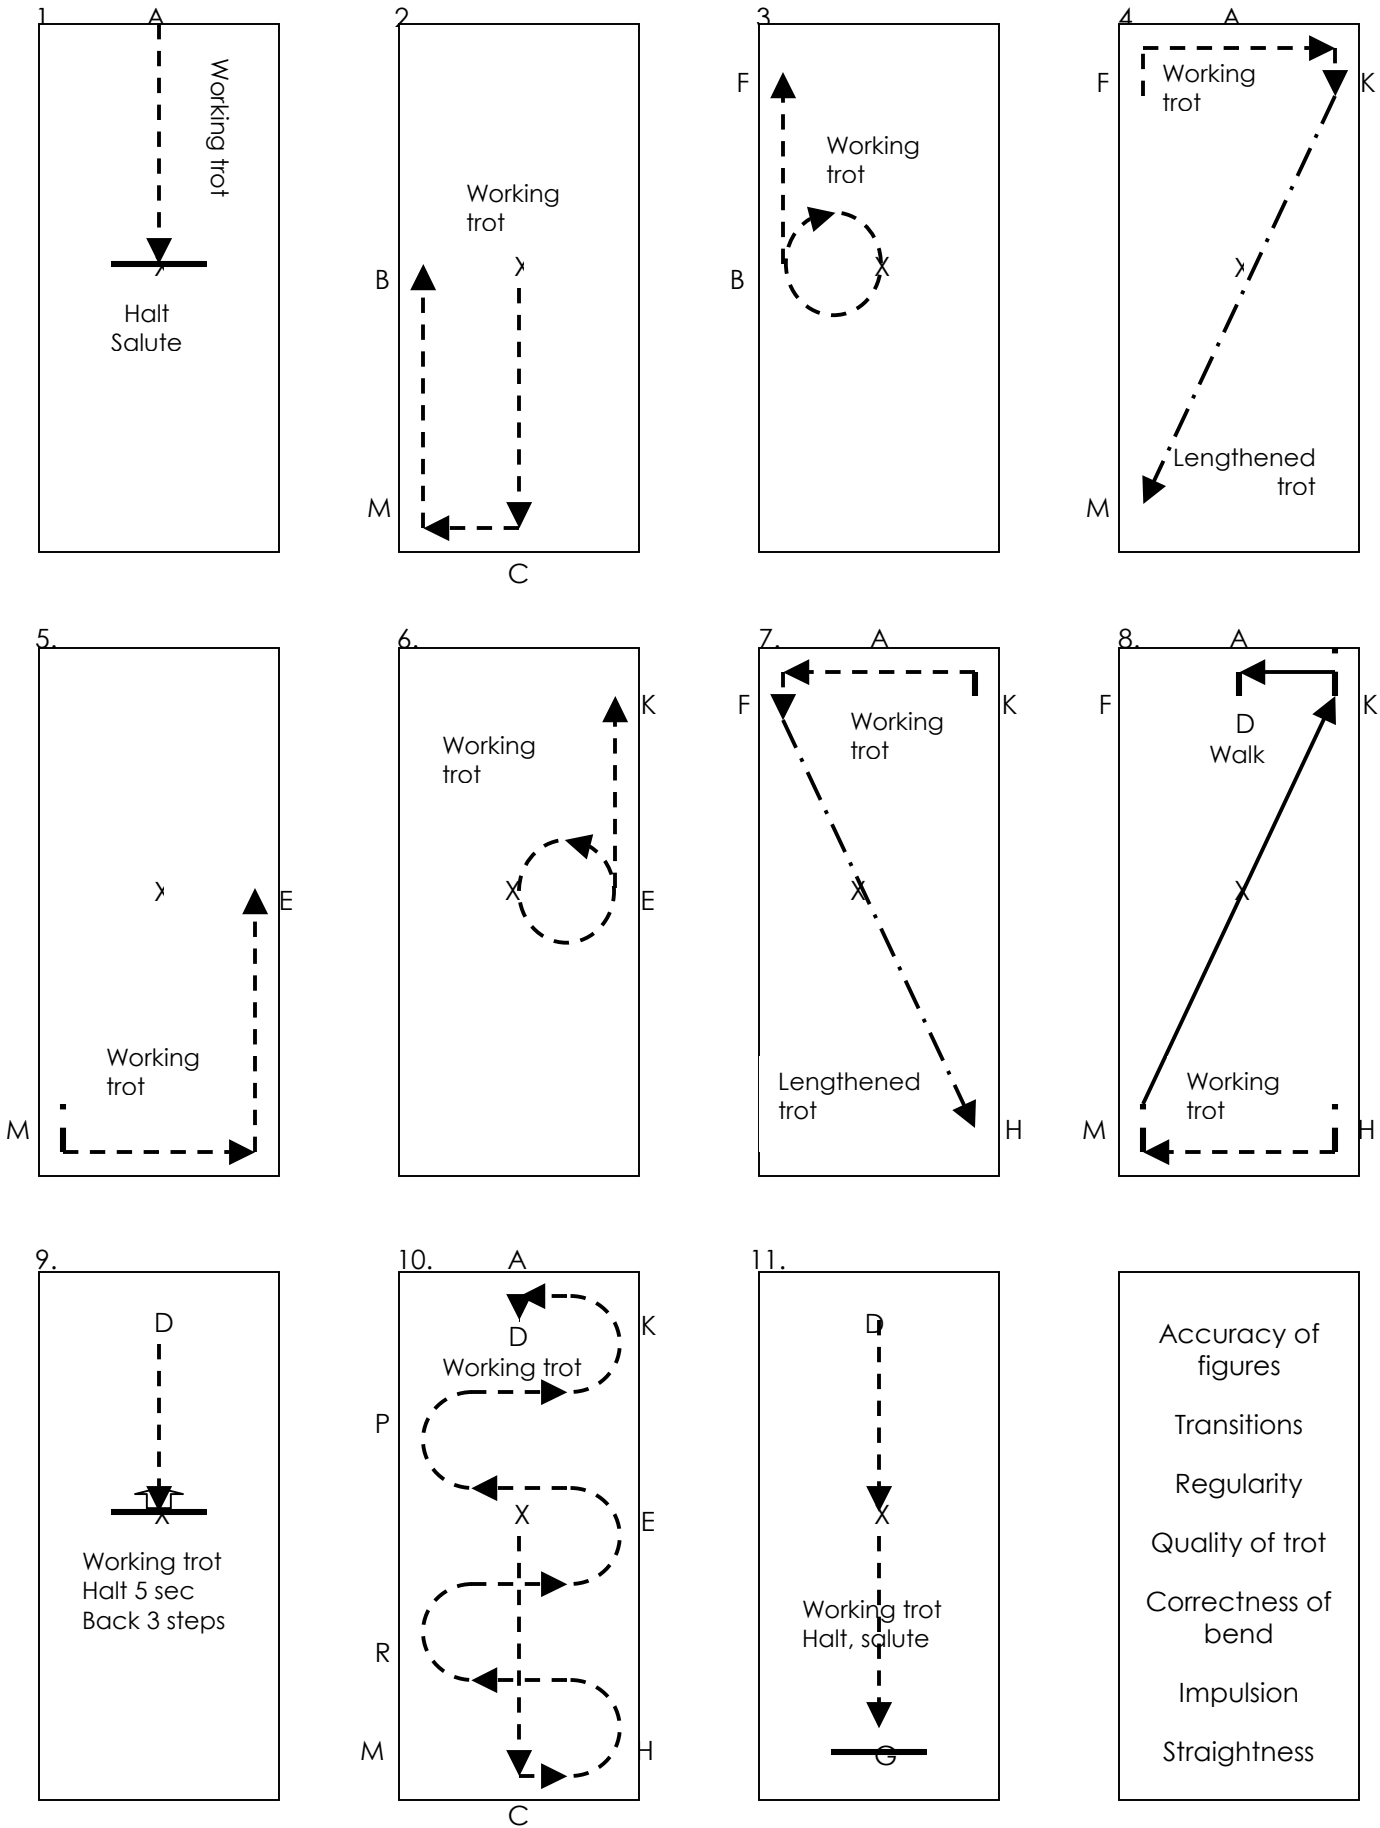 1
A
Working trot
X
Halt
Salute
2
Working
trot
X
B
M
C
3
F
Working
trot
B
X
4
A
F
K
Working
trot
X
Lengthened
trot
M
5.
X
E
Working
trot
M
6.
K
Working
trot
X
E
7.
A
F
K
Working
trot
X
Lengthened
trot
H
8.
A
F
K
D
Walk
X
Working
trot
M
H
9.
D
X
Working trot
Halt 5 sec
Back 3 steps
10.
A
K
D
Working trot
P
X
E
R
M
H
C
11.
D
X
Working trot
Halt, salute
G
Accuracy of
figures
Transitions
Regularity
Quality of trot
Correctness of
bend
Impulsion
Straightness